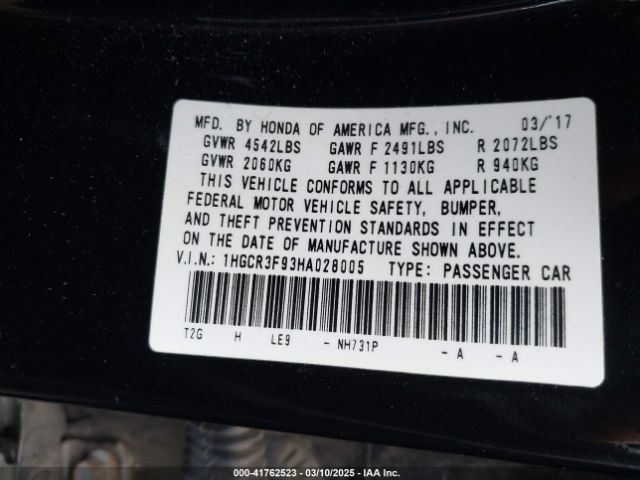 MFD. BY HONDA OF AMERICA MFG., INC. 03/'17
GVWR 4542LBS GAWR F 2491LBS R 2072LBS
GVWR 2060KG GAWR F 1130KG R 940KG
THIS VEHICLE CONFORMS TO ALL APPLICABLE
FEDERAL MOTOR VEHICLE SAFETY, BUMPER,
AND THEFT PREVENTION STANDARDS IN EFFECT
ON THE DATE OF MANUFACTURE SHOWN ABOVE.
V.I.N.: 1HGCR3F93HA028005 TYPE: PASSENGER CAR
T2G H LE9 - NH731P - A - A
000-41762523 — 03/10/2025 — IAA Inc.